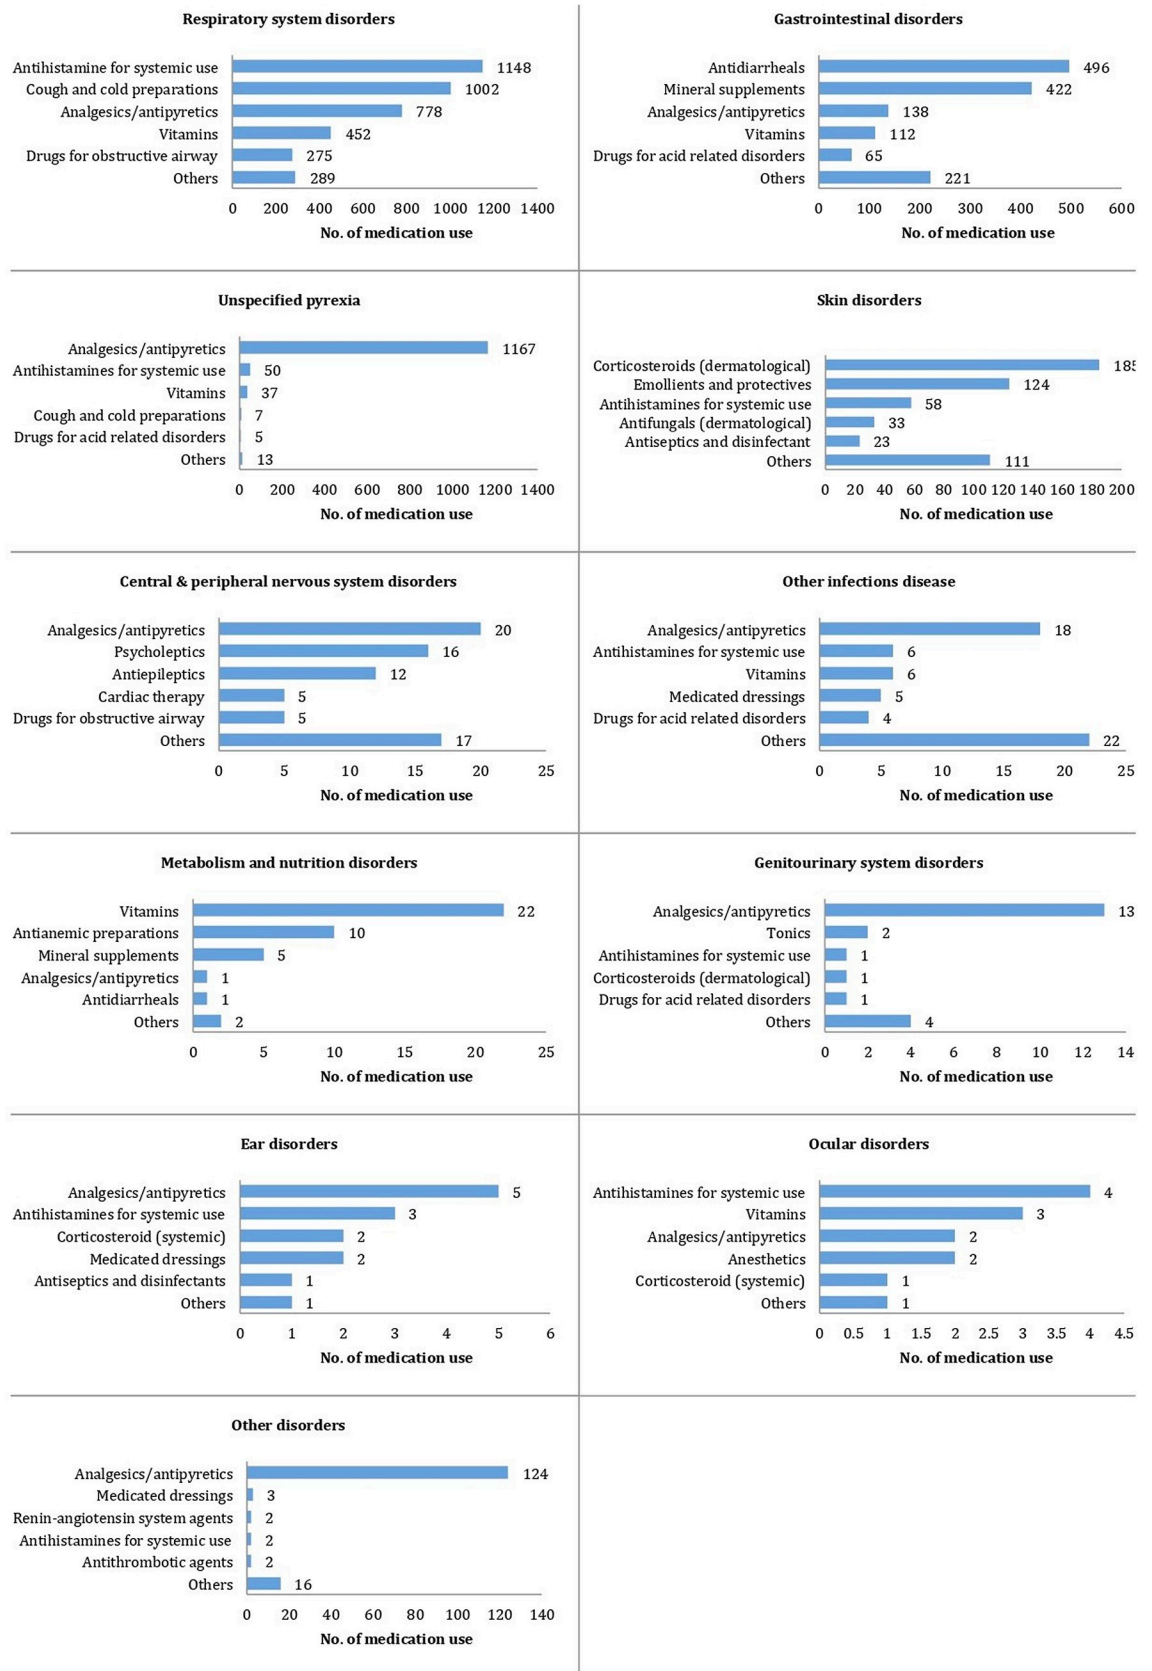 Respiratory system disorders
Antihistamine for systemic use 1148
Cough and cold preparations 1002
Analgesics/antipyretics 778
Vitamins 452
Drugs for obstructive airway 275
Others 289
0 200 400 600 800 1000 1200 1400
No. of medication use
Gastrointestinal disorders
Antidiarrheals 496
Mineral supplements 422
Analgesics/antipyretics 138
Vitamins 112
Drugs for acid related disorders 65
Others 221
0 100 200 300 400 500 600
No. of medication use
Unspecified pyrexia
Analgesics/antipyretics 1167
Antihistamines for systemic use 50
Vitamins 37
Cough and cold preparations 7
Drugs for acid related disorders 5
Others 13
0 200 400 600 800 1000 1200 1400
No. of medication use
Skin disorders
Corticosteroids (dermatological) 185
Emollients and protectives 124
Antihistamines for systemic use 58
Antifungals (dermatological) 33
Antiseptics and disinfectant 23
Others 111
0 20 40 60 80 100 120 140 160 180 200
No. of medication use
Central & peripheral nervous system disorders
Analgesics/antipyretics 20
Psycholeptics 16
Antiepileptics 12
Cardiac therapy 5
Drugs for obstructive airway 5
Others 17
0 5 10 15 20 25
No. of medication use
Other infections disease
Analgesics/antipyretics 18
Antihistamines for systemic use 6
Vitamins 6
Medicated dressings 5
Drugs for acid related disorders 4
Others 22
0 5 10 15 20 25
No. of medication use
Metabolism and nutrition disorders
Vitamins 22
Antianemic preparations 10
Mineral supplements 5
Analgesics/antipyretics 1
Antidiarrheals 1
Others 2
0 5 10 15 20 25
No. of medication use
Genitourinary system disorders
Analgesics/antipyretics 13
Tonics 2
Antihistamines for systemic use 1
Corticosteroids (dermatological) 1
Drugs for acid related disorders 1
Others 4
0 2 4 6 8 10 12 14
No. of medication use
Ear disorders
Analgesics/antipyretics 5
Antihistamines for systemic use 3
Corticosteroid (systemic) 2
Medicated dressings 2
Antiseptics and disinfectants 1
Others 1
0 1 2 3 4 5 6
No. of medication use
Ocular disorders
Antihistamines for systemic use 4
Vitamins 3
Analgesics/antipyretics 2
Anesthetics 2
Corticosteroid (systemic) 1
Others 1
0 0.5 1 1.5 2 2.5 3 3.5 4 4.5
No. of medication use
Other disorders
Analgesics/antipyretics 124
Medicated dressings 3
Renin-angiotensin system agents 2
Antihistamines for systemic use 2
Antithrombotic agents 2
Others 16
0 20 40 60 80 100 120 140
No. of medication use